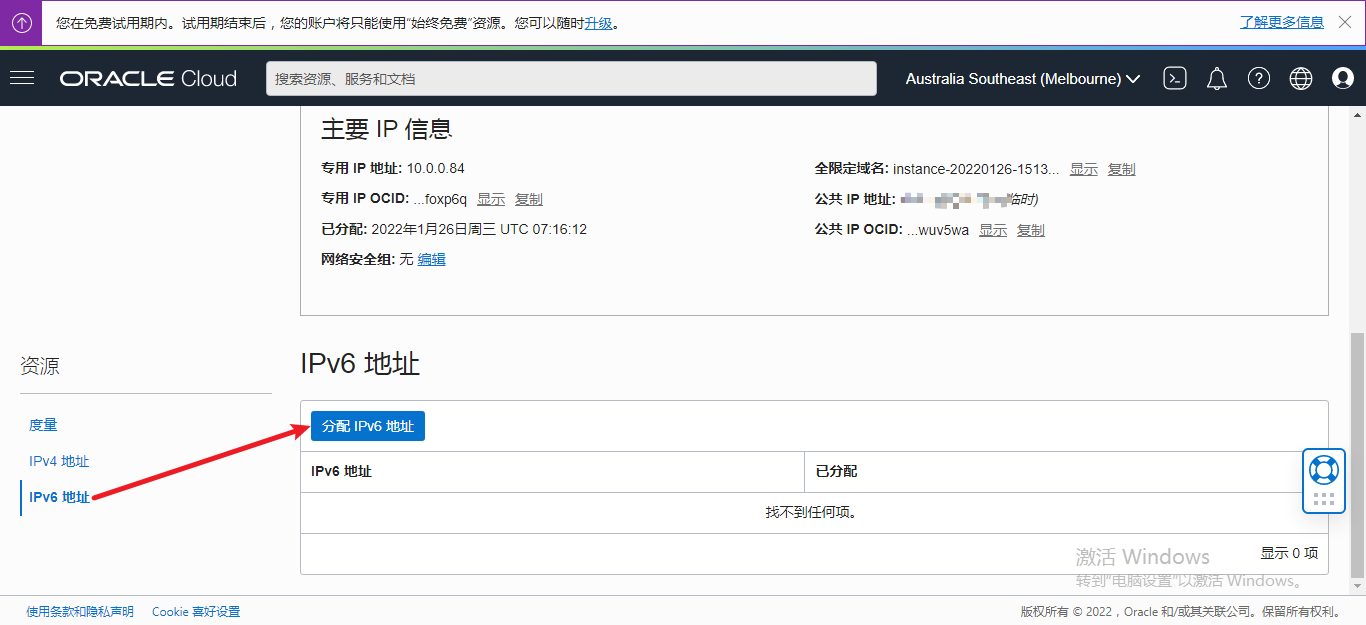 您在免费试用期内。试用期结束后，您的账户将只能使用“始终免费”资源。您可以随时升级。 了解更多信息
ORACLE Cloud 搜索资源、服务和文档 Australia Southeast (Melbourne)
主要 IP 信息
专用 IP 地址: 10.0.0.84
全限定域名: instance-20220126-1513... 显示 复制
专用 IP OCID: ...foxp6q 显示 复制
公共 IP 地址: 临时)
已分配: 2022年1月26日周三 UTC 07:16:12
公共 IP OCID: ...wuv5wa 显示 复制
网络安全组: 无 编辑
资源
度量
IPv4 地址
IPv6 地址
IPv6 地址
分配 IPv6 地址
IPv6 地址 已分配
找不到任何项。
显示 0 项
激活 Windows
转到"电脑设置"以激活 Windows。
使用条款和隐私声明 Cookie 喜好设置 版权所有 © 2022，Oracle 和/或其关联公司。保留所有权利。